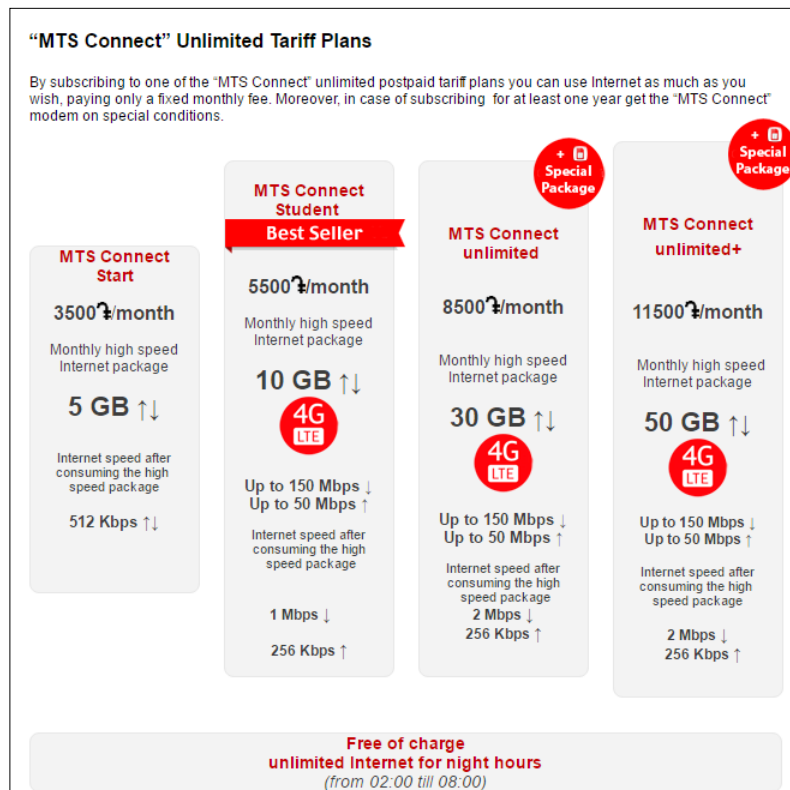 “MTS Connect” Unlimited Tariff Plans
By subscribing to one of the “MTS Connect” unlimited postpaid tariff plans you can use Internet as much as you
wish, paying only a fixed monthly fee. Moreover, in case of subscribing for at least one year get the “MTS Connect”
modem on special conditions.
MTS Connect
Start
3500֏/month
Monthly high speed
Internet package
5 GB ↑↓
Internet speed after
consuming the high
speed package
512 Kbps ↑↓
MTS Connect
Student
Best Seller
5500֏/month
Monthly high speed
Internet package
10 GB ↑↓
4G
LTE
Up to 150 Mbps ↓
Up to 50 Mbps ↑
Internet speed after
consuming the high
speed package
1 Mbps ↓
256 Kbps ↑
+
Special
Package
MTS Connect
unlimited
8500֏/month
Monthly high speed
Internet package
30 GB ↑↓
4G
LTE
Up to 150 Mbps ↓
Up to 50 Mbps ↑
Internet speed after
consuming the high
speed package
2 Mbps ↓
256 Kbps ↑
+
Special
Package
MTS Connect
unlimited+
11500֏/month
Monthly high speed
Internet package
50 GB ↑↓
4G
LTE
Up to 150 Mbps ↓
Up to 50 Mbps ↑
Internet speed after
consuming the high
speed package
2 Mbps ↓
256 Kbps ↑
Free of charge
unlimited Internet for night hours
(from 02:00 till 08:00)